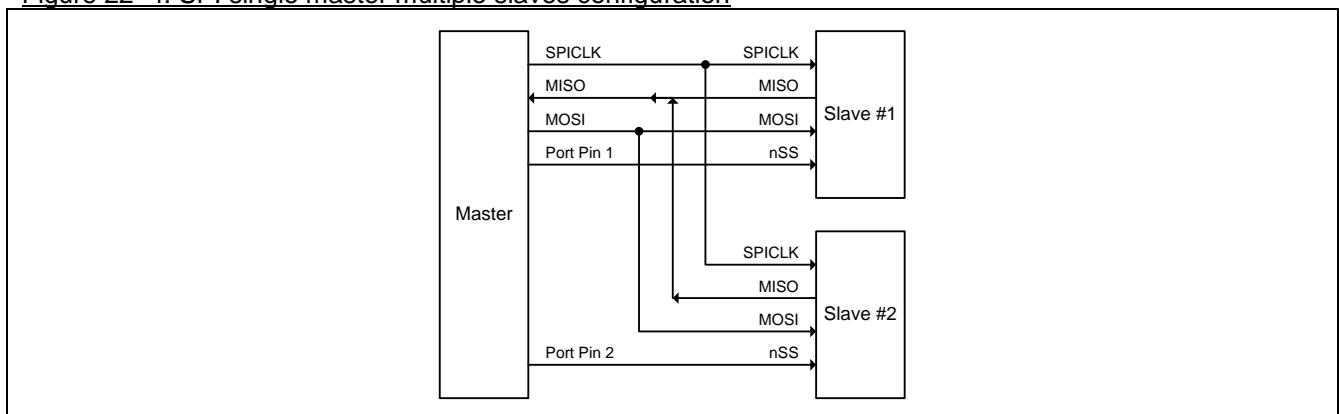 Figure 22- 4. SPI single master multiple slaves configuration
SPICLK SPICLK
MISO MISO
MOSI MOSI
Port Pin 1 nSS
Slave #1
Master
SPICLK
MISO
MOSI
Port Pin 2 nSS
Slave #2